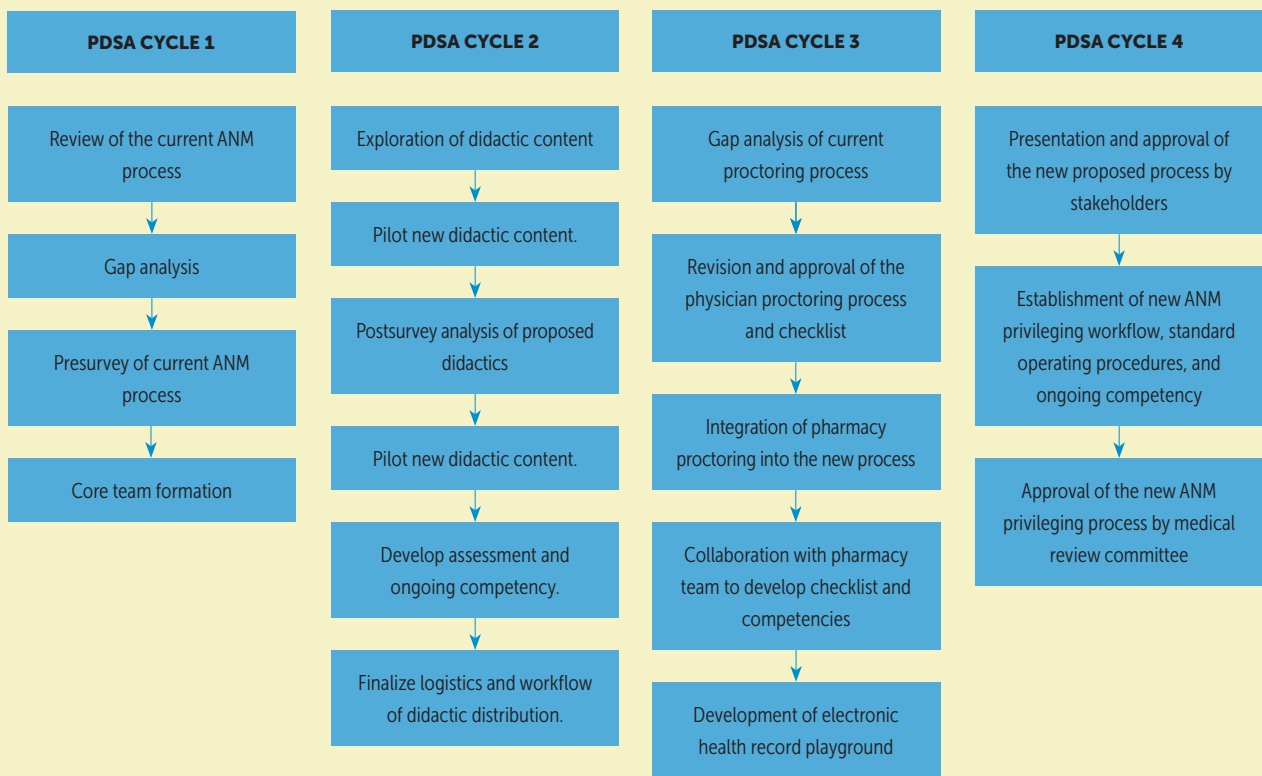 PDSA CYCLE 1
Review of the current ANM
process
Gap analysis
Presurvey of current ANM
process
Core team formation
PDSA CYCLE 2
Exploration of didactic content
Pilot new didactic content.
Postsurvey analysis of proposed
didactics
Pilot new didactic content.
Develop assessment and
ongoing competency.
Finalize logistics and workflow
of didactic distribution.
PDSA CYCLE 3
Gap analysis of current
proctoring process
Revision and approval of the
physician proctoring process
and checklist
Integration of pharmacy
proctoring into the new process
Collaboration with pharmacy
team to develop checklist and
competencies
Development of electronic
health record playground
PDSA CYCLE 4
Presentation and approval of
the new proposed process by
stakeholders
Establishment of new ANM
privileging workflow, standard
operating procedures, and
ongoing competency
Approval of the new ANM
privileging process by medical
review committee